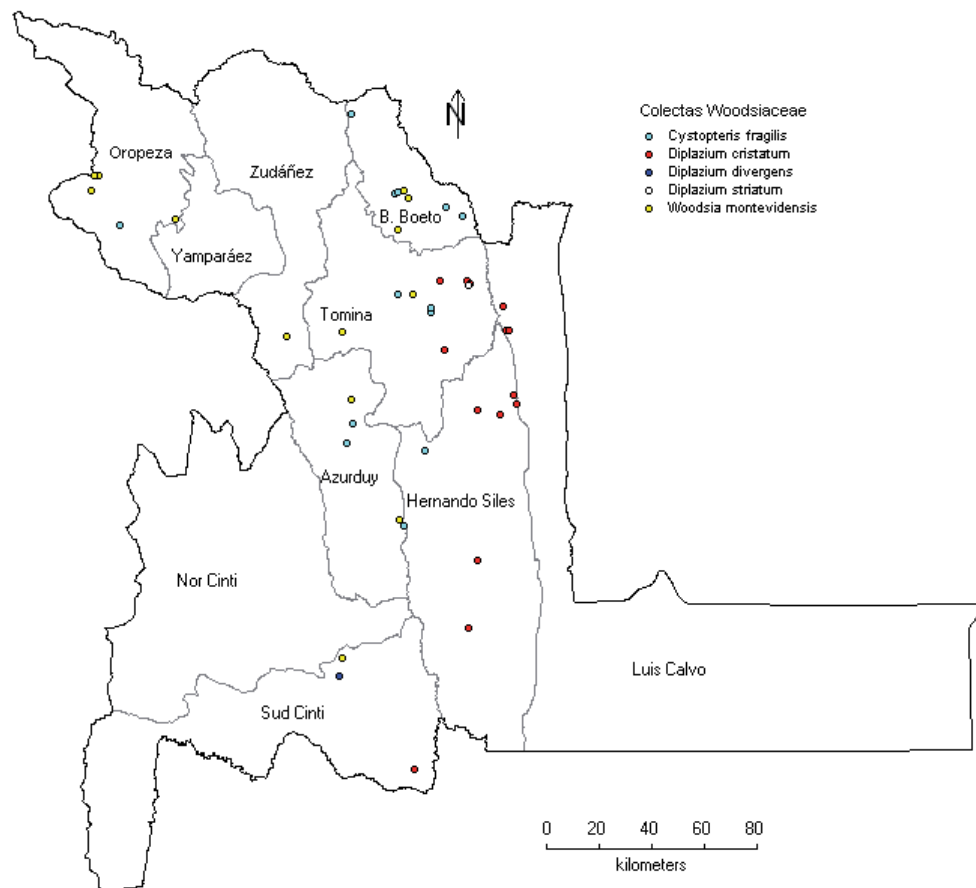 N
Colectas Woodsiaceae
Cystopteris fragilis
Diplazium cristatum
Diplazium divergens
Diplazium striatum
Woodsia montevidensis
Oropeza
Zudáñez
B. Boeto
Yamparáez
Tomina
Azurduy
Hernando Siles
Nor Cinti
Luis Calvo
Sud Cinti
0 20 40 60 80
kilometers